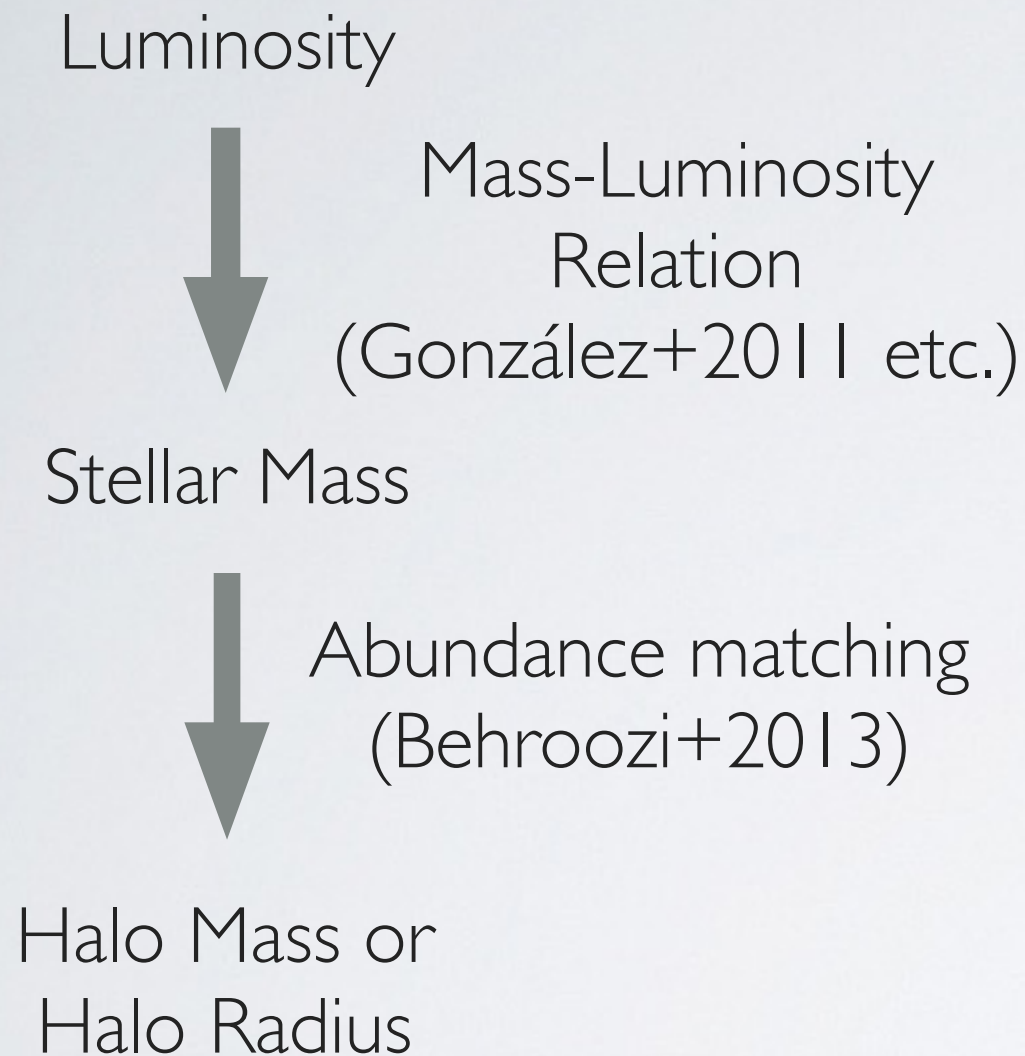 Luminosity
Mass-Luminosity
Relation
(González+2011 etc.)
Stellar Mass
Abundance matching
(Behroozi+2013)
Halo Mass or
Halo Radius